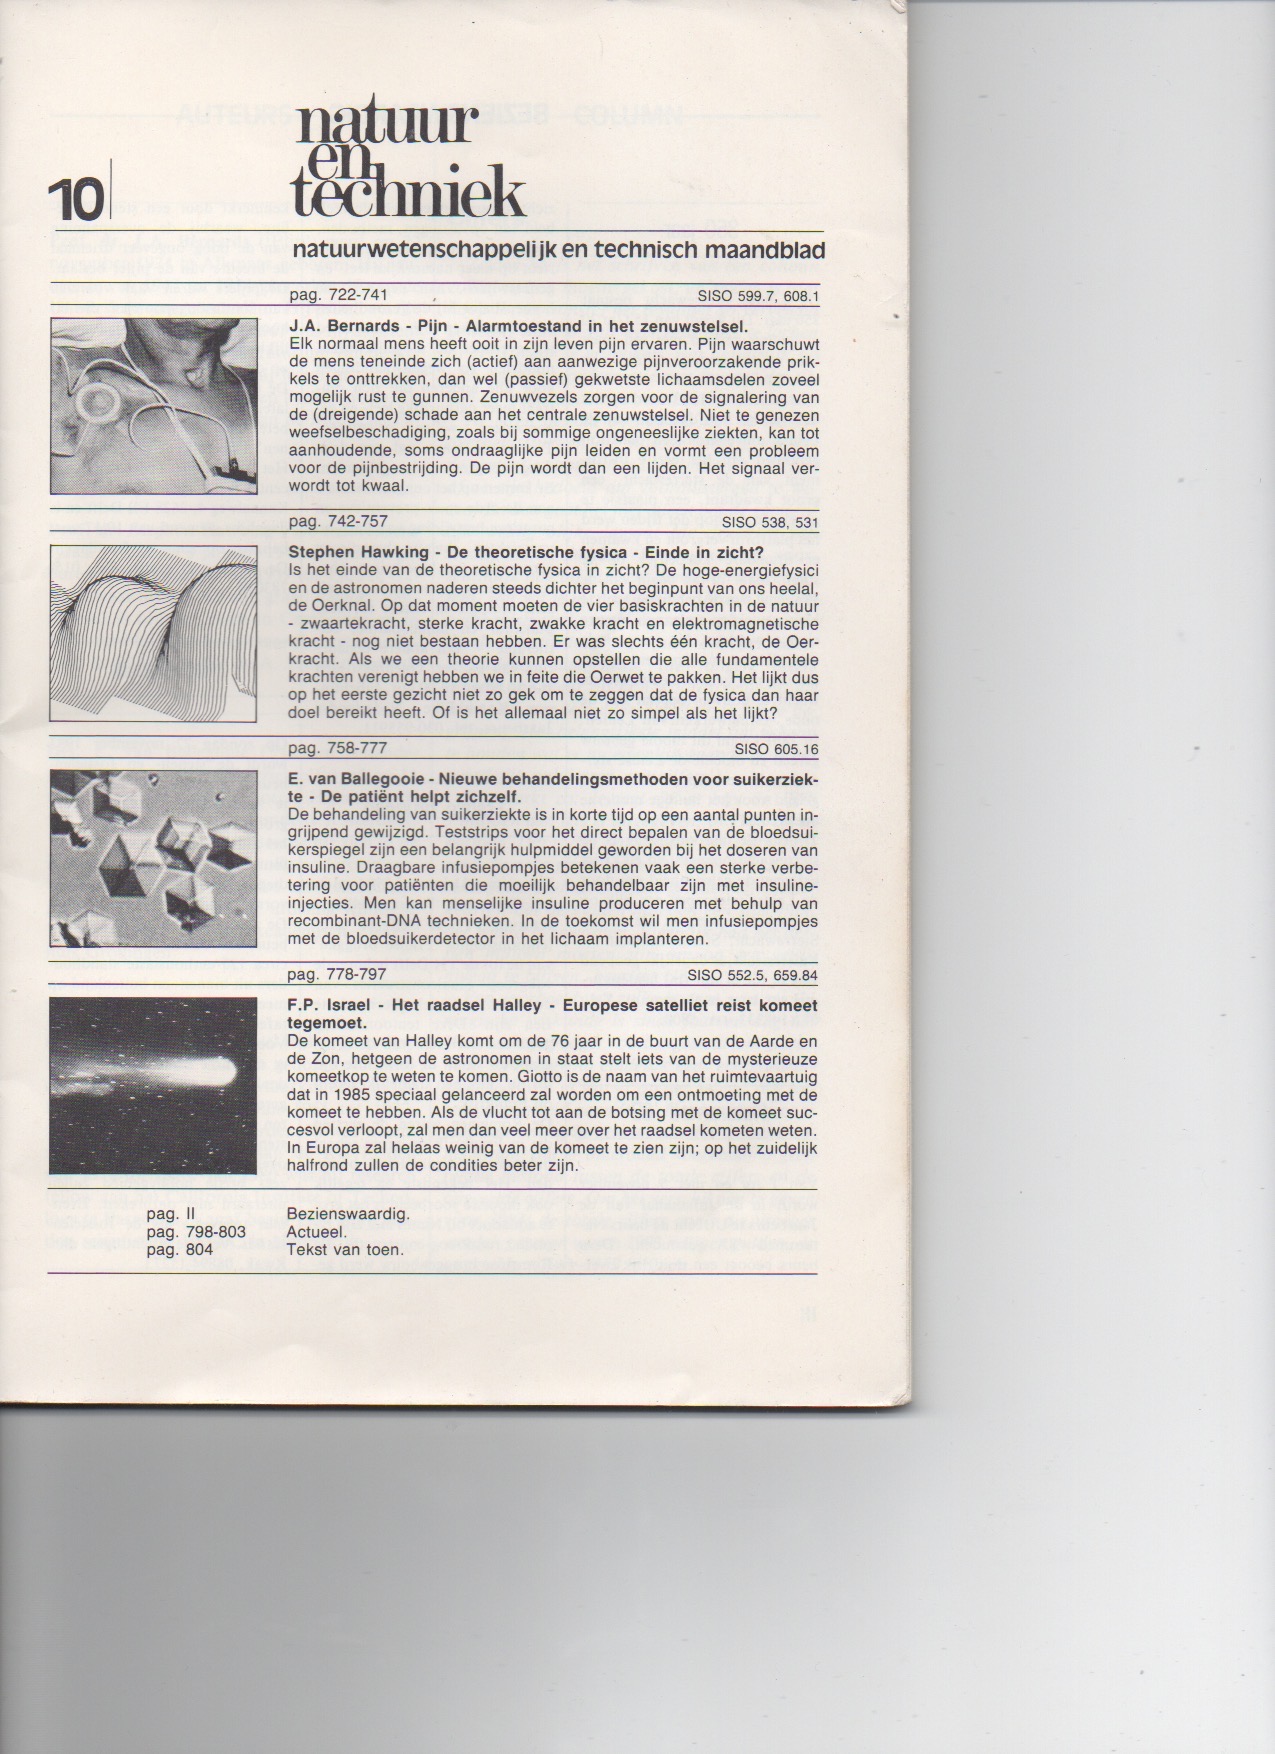 natuur
en
techniek
10
natuurwetenschappelijk en technisch maandblad
pag. 722-741 SISO 599.7, 608.1
J.A. Bernards - Pijn - Alarmtoestand in het zenuwstelsel.
Elk normaal mens heeft ooit in zijn leven pijn ervaren. Pijn waarschuwt
de mens teneinde zich (actief) aan aanwezige pijnveroorzakende prik-
kels te onttrekken, dan wel (passief) gekwetste lichaamsdelen zoveel
mogelijk rust te gunnen. Zenuwvezels zorgen voor de signalering van
de (dreigende) schade aan het centrale zenuwstelsel. Niet te genezen
weefselbeschadiging, zoals bij sommige ongeneeslijke ziekten, kan tot
aanhoudende, soms ondraaglijke pijn leiden en vormt een probleem
voor de pijnbestrijding. De pijn wordt dan een lijden. Het signaal ver-
wordt tot kwaal.
pag. 742-757 SISO 538, 531
Stephen Hawking - De theoretische fysica - Einde in zicht?
Is het einde van de theoretische fysica in zicht? De hoge-energiefysici
en de astronomen naderen steeds dichter het beginpunt van ons heelal,
de Oerknal. Op dat moment moeten de vier basiskrachten in de natuur
- zwaartekracht, sterke kracht, zwakke kracht en elektromagnetische
kracht - nog niet bestaan hebben. Er was slechts één kracht, de Oer-
kracht. Als we een theorie kunnen opstellen die alle fundamentele
krachten verenigt hebben we in feite die Oerwet te pakken. Het lijkt dus
op het eerste gezicht niet zo gek om te zeggen dat de fysica dan haar
doel bereikt heeft. Of is het allemaal niet zo simpel als het lijkt?
pag. 758-777 SISO 605.16
E. van Ballegooie - Nieuwe behandelingsmethoden voor suikerziek-
te - De patiënt helpt zichzelf.
De behandeling van suikerziekte is in korte tijd op een aantal punten in-
grijpend gewijzigd. Teststrips voor het direct bepalen van de bloedsui-
kerspiegel zijn een belangrijk hulpmiddel geworden bij het doseren van
insuline. Draagbare infusiepompjes betekenen vaak een sterke verbe-
tering voor patiënten die moeilijk behandelbaar zijn met insuline-
injecties. Men kan menselijke insuline produceren met behulp van
recombinant-DNA technieken. In de toekomst wil men infusiepompjes
met de bloedsuikerdetector in het lichaam implanteren.
pag. 778-797 SISO 552.5, 659.84
F.P. Israel - Het raadsel Halley - Europese satelliet reist komeet
tegemoet.
De komeet van Halley komt om de 76 jaar in de buurt van de Aarde en
de Zon, hetgeen de astronomen in staat stelt iets van de mysterieuze
komeetkop te weten te komen. Giotto is de naam van het ruimtevaartuig
dat in 1985 speciaal gelanceerd zal worden om een ontmoeting met de
komeet te hebben. Als de vlucht tot aan de botsing met de komeet suc-
cesvol verloopt, zal men dan veel meer over het raadsel kometen weten.
In Europa zal helaas weinig van de komeet te zien zijn; op het zuidelijk
halfrond zullen de condities beter zijn.
pag. II Bezienswaardig.
pag. 798-803 Actueel.
pag. 804 Tekst van toen.